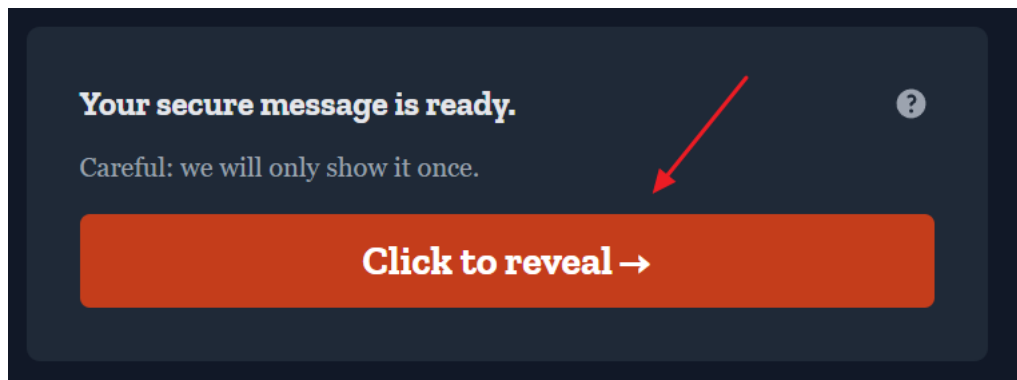 Your secure message is ready.
?
Careful: we will only show it once.
Click to reveal →